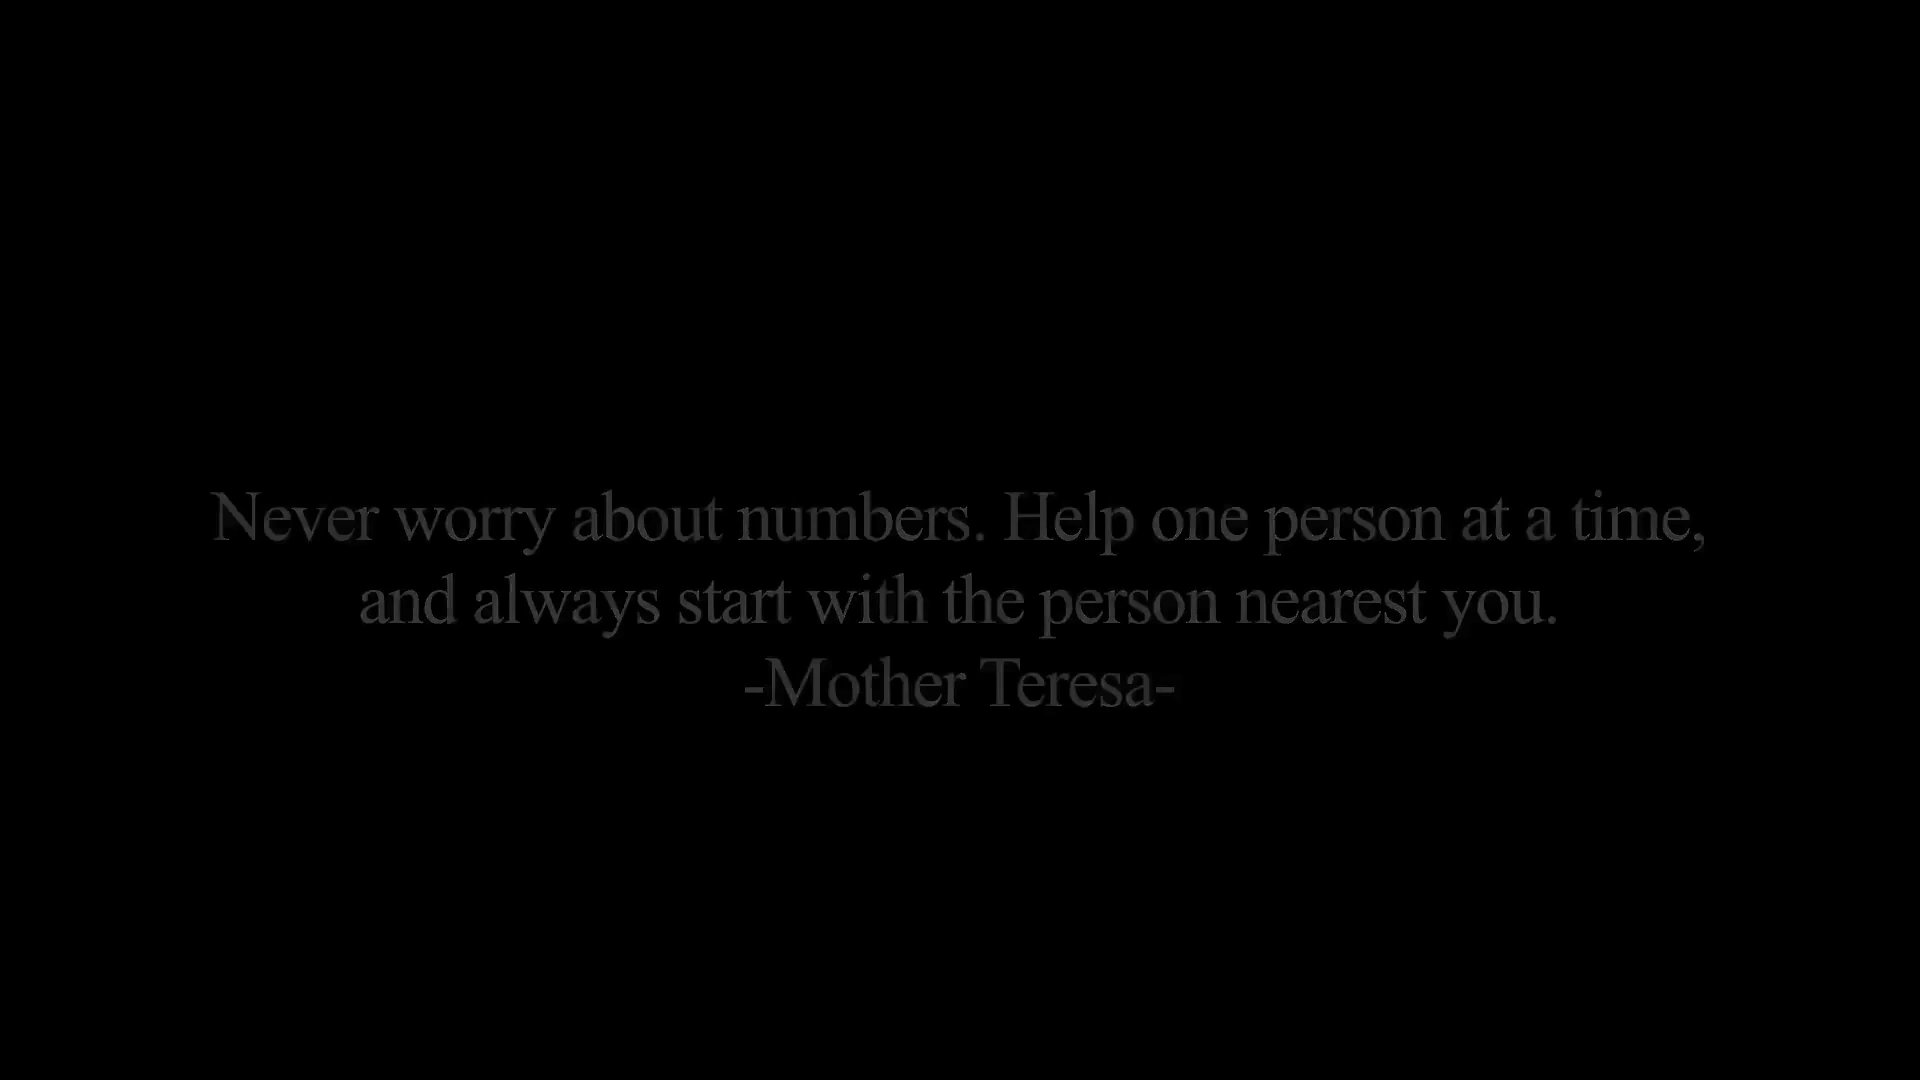 Never worry about numbers. Help one person at a time,
and always start with the person nearest you.
-Mother Teresa-